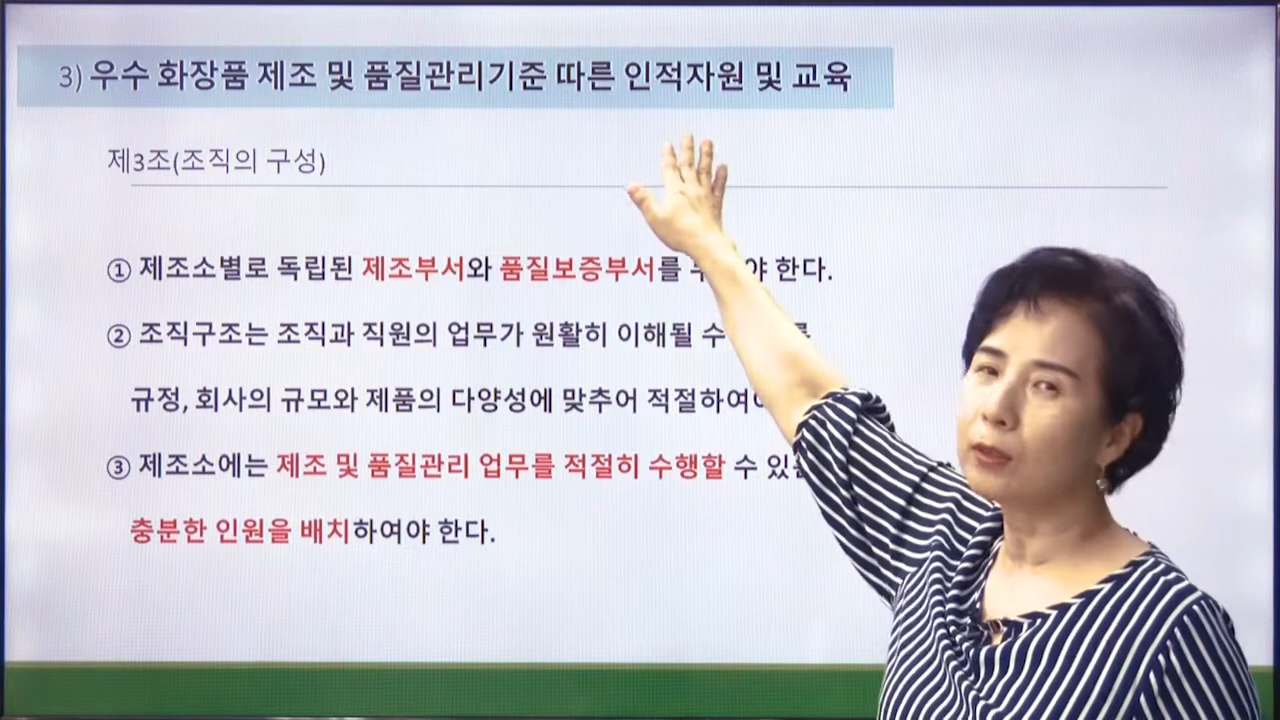 3) 우수 화장품 제조 및 품질관리기준 따른 인적자원 및 교육
제3조(조직의 구성)
① 제조소별로 독립된 제조부서와 품질보증부서를 한다.
② 조직구조는 조직과 직원의 업무가 원활히 이해될 수
규정, 회사의 규모와 제품의 다양성에 맞추어
③ 제조소에는 제조 및 품질관리 업무를 적절히 수행할 수
충분한 인원을 배치하여야 한다.